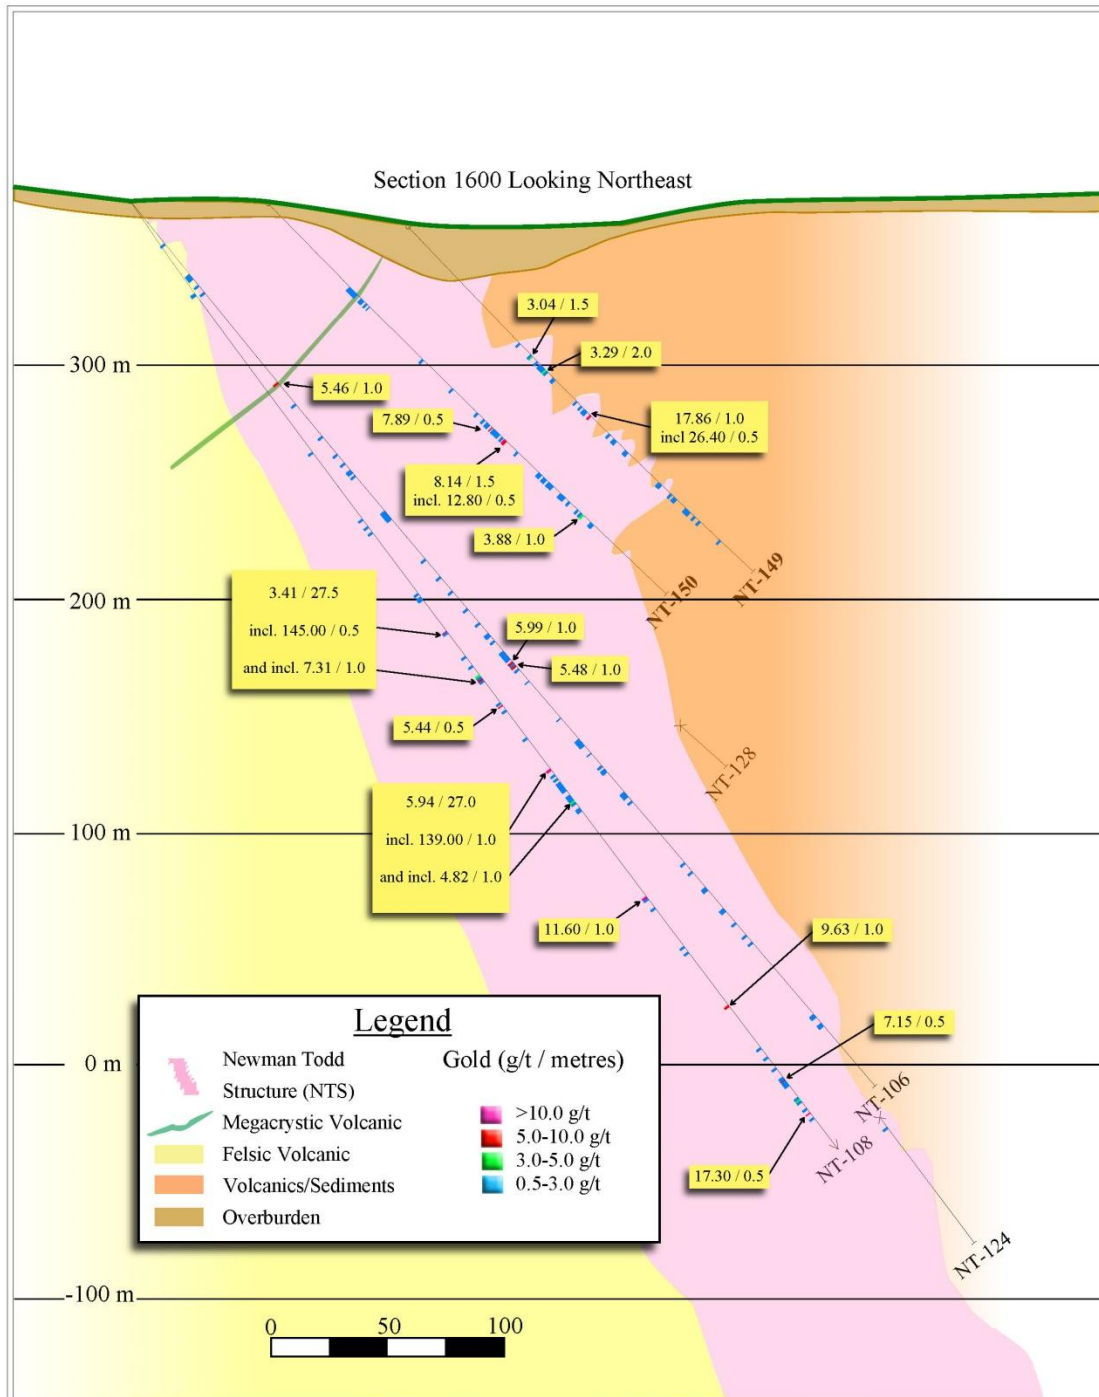 Section 1600 Looking Northeast
3.04 / 1.5
3.29 / 2.0
300 m
5.46 / 1.0
7.89 / 0.5
17.86 / 1.0
incl 26.40 / 0.5
8.14 / 1.5
incl. 12.80 / 0.5
3.88 / 1.0
NT-149
NT-150
200 m
3.41 / 27.5
incl. 145.00 / 0.5
and incl. 7.31 / 1.0
5.99 / 1.0
5.48 / 1.0
5.44 / 0.5
NT-128
100 m
5.94 / 27.0
incl. 139.00 / 1.0
and incl. 4.82 / 1.0
11.60 / 1.0
9.63 / 1.0
7.15 / 0.5
0 m
NT-106
NT-108
17.30 / 0.5
NT-124
Legend
Newman Todd
Structure (NTS)
Megacrystic Volcanic
Felsic Volcanic
Volcanics/Sediments
Overburden
Gold (g/t / metres)
>10.0 g/t
5.0-10.0 g/t
3.0-5.0 g/t
0.5-3.0 g/t
-100 m
0 50 100